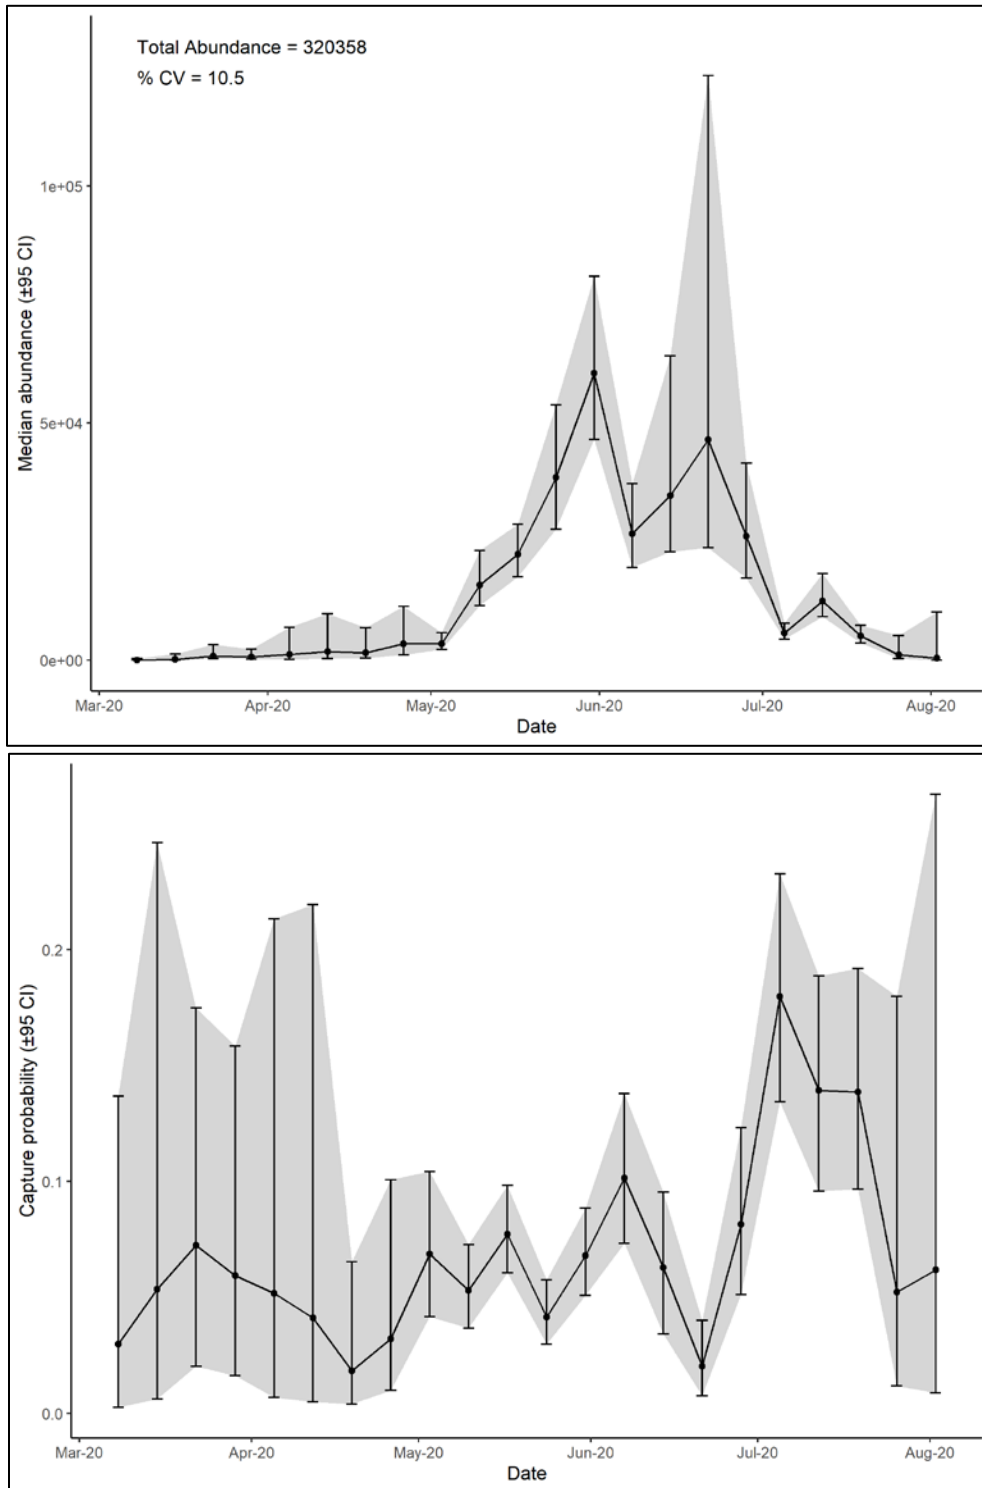 Total Abundance = 320358
% CV = 10.5
Median abundance (±95 CI)
1e+05
5e+04
0e+00
Mar-20 Apr-20 May-20 Jun-20 Jul-20 Aug-20
Date
Capture probability (±95 CI)
0.2
0.1
0.0
Mar-20 Apr-20 May-20 Jun-20 Jul-20 Aug-20
Date